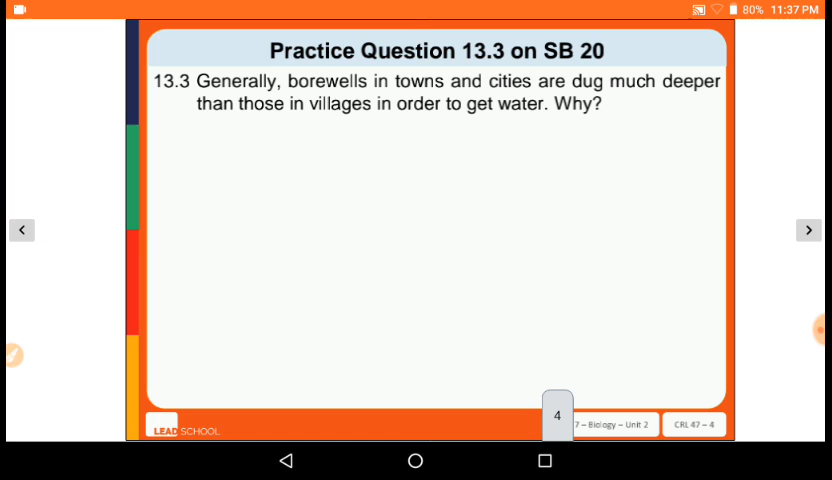 80% 11:37 PM
Practice Question 13.3 on SB 20
13.3 Generally, borewells in towns and cities are dug much deeper
than those in villages in order to get water. Why?
4
7 – Biology – Unit 2
CRL 47 – 4
LEAD SCHOOL